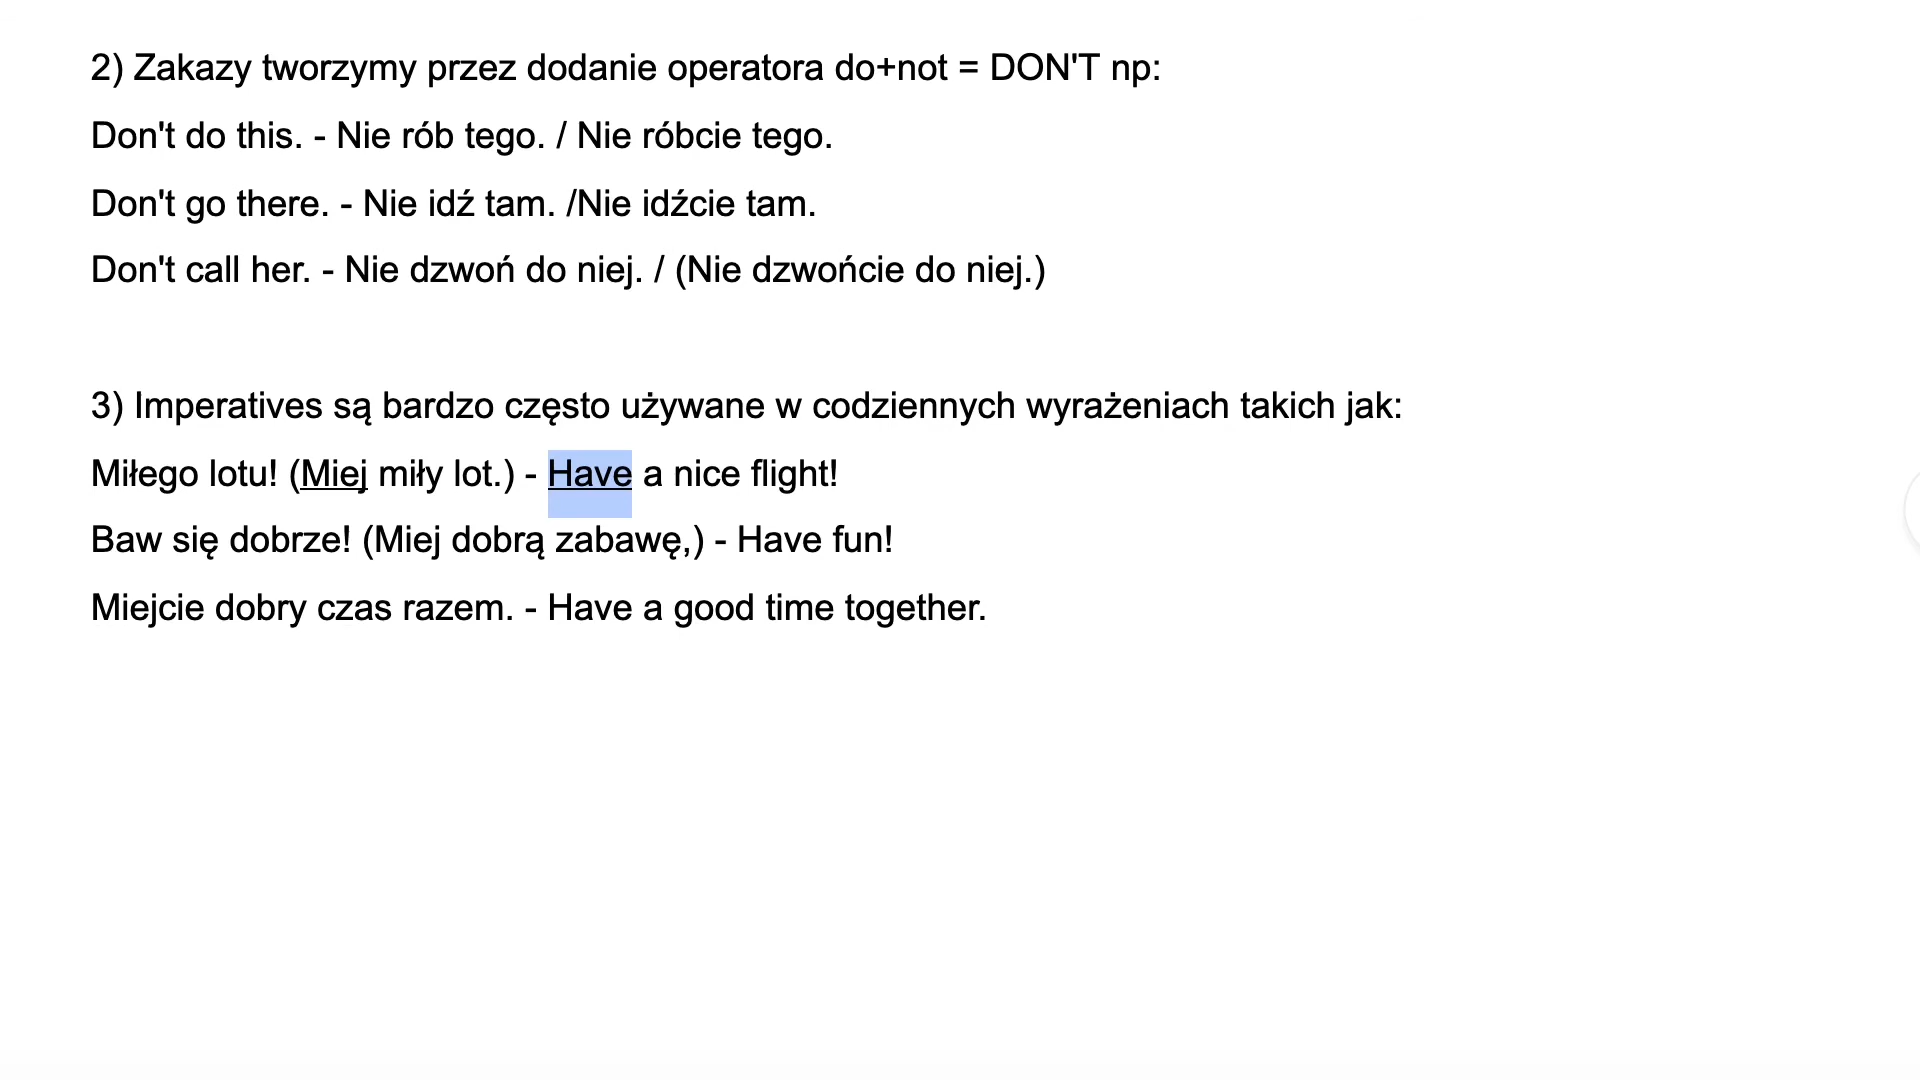 2) Zakazy tworzymy przez dodanie operatora do+not = DON'T np:
Don't do this. - Nie rób tego. / Nie róbcie tego.
Don't go there. - Nie idź tam. /Nie idźcie tam.
Don't call her. - Nie dzwoń do niej. / (Nie dzwońcie do niej.)
3) Imperatives są bardzo często używane w codziennych wyrażeniach takich jak:
Miłego lotu! (Miej miły lot.) - Have a nice flight!
Baw się dobrze! (Miej dobrą zabawę,) - Have fun!
Miejcie dobry czas razem. - Have a good time together.